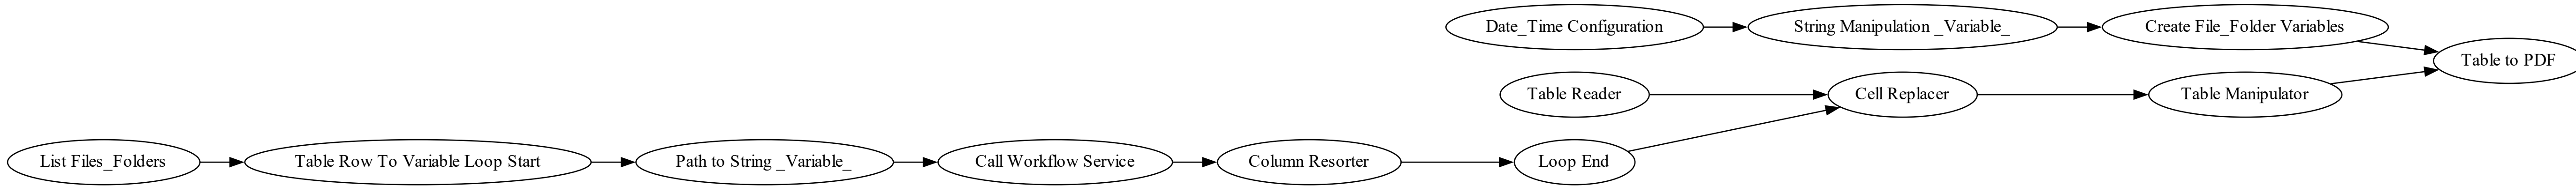 Date_Time Configuration
String Manipulation _Variable_
Create File_Folder Variables
Table to PDF
Table Reader
Cell Replacer
Table Manipulator
List Files_Folders
Table Row To Variable Loop Start
Path to String _Variable_
Call Workflow Service
Column Resorter
Loop End